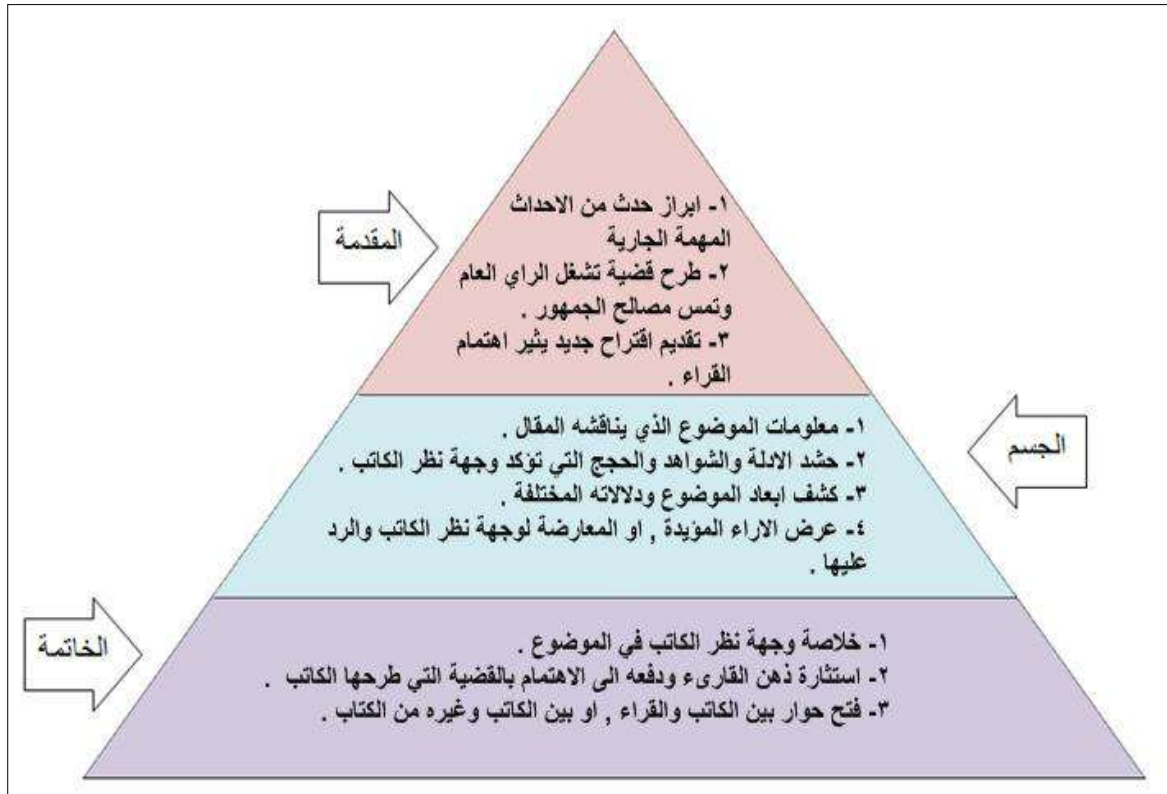 المقدمة
١- ابراز حدث من الاحداث
المهمة الجارية
٢- طرح قضية تشغل الراي العام
وتمس مصالح الجمهور .
٣- تقديم اقتراح جديد يثير اهتمام
القراء .
الجسم
١- معلومات الموضوع الذي يناقشه المقال .
٢- حشد الادلة والشواهد والحجج التي تؤكد وجهة نظر الكاتب .
٣- كشف ابعاد الموضوع ودلالاته المختلفة .
٤- عرض الاراء المؤيدة , او المعارضة لوجهة نظر الكاتب والرد
عليها .
الخاتمة
١- خلاصة وجهة نظر الكاتب في الموضوع .
٢- استثارة ذهن القارىء ودفعه الى الاهتمام بالقضية التي طرحها الكاتب .
٣- فتح حوار بين الكاتب والقراء , او بين الكاتب وغيره من الكتاب .